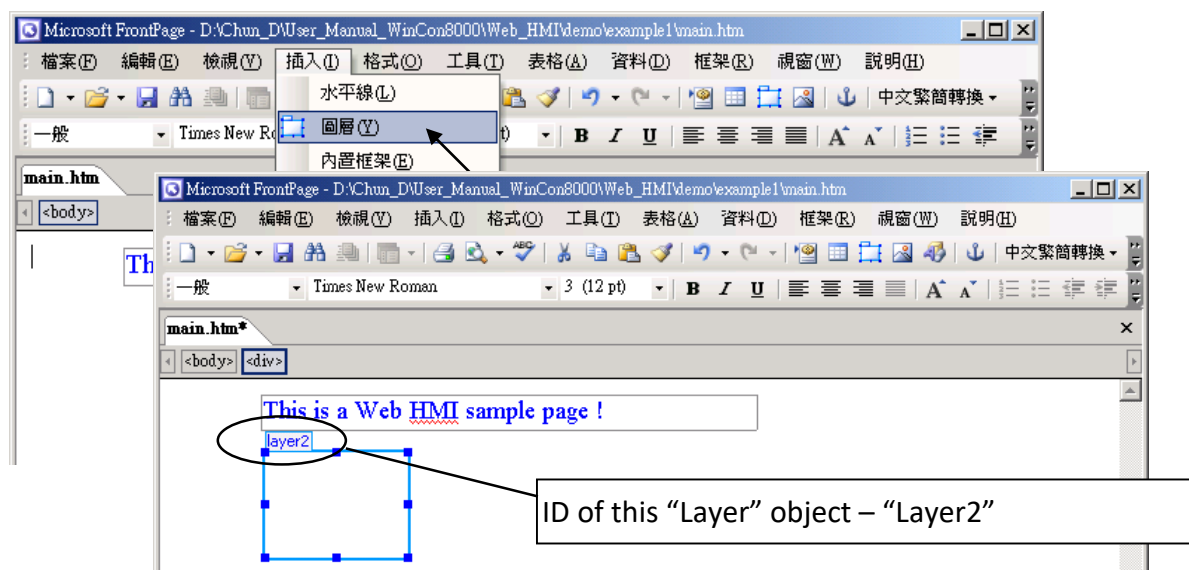 Microsoft FrontPage - D:\Chun_D\User_Manual_WinCon8000\Web_HMI\demo\example1\main.htm
檔案(F) 編輯(E) 檢視(V) 插入(I) 格式(O) 工具(T) 表格(A) 資料(D) 框架(R) 視窗(W) 說明(H)
水平線(L)
中文繁簡轉換
一般 Times New Ro
圖層(Y)
t)
B I U A A
內置框架(E)
main.htm
<body>
Th
Microsoft FrontPage - D:\Chun_D\User_Manual_WinCon8000\Web_HMI\demo\example1\main.htm
檔案(F) 編輯(E) 檢視(V) 插入(I) 格式(O) 工具(T) 表格(A) 資料(D) 框架(R) 視窗(W) 說明(H)
ABC 中文繁簡轉換
一般 Times New Roman 3 (12 pt) B I U A A
main.htm*
<body> <div>
This is a Web HMI sample page !
layer2
ID of this “Layer” object – “Layer2”